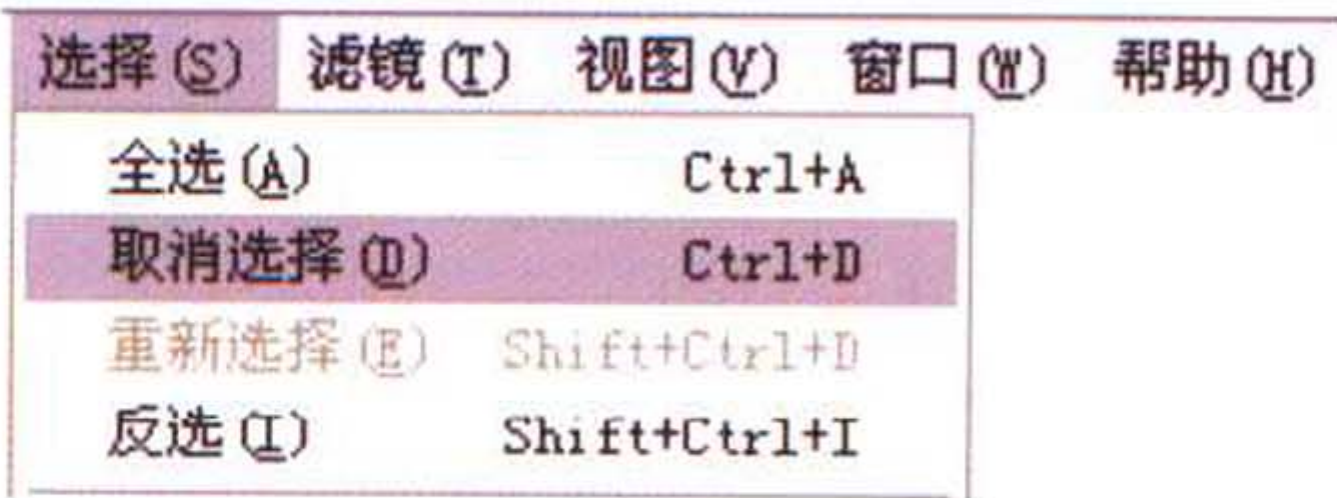 选择(S) 滤镜(T) 视图(V) 窗口(W) 帮助(H)
全选(A) Ctrl+A
取消选择(D) Ctrl+D
重新选择(E) Shift+Ctrl+D
反选(I) Shift+Ctrl+I